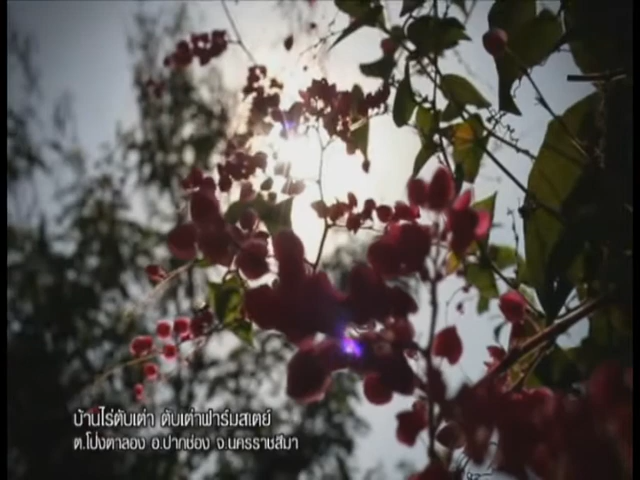 บ้านไร่ตับเต่า ตับเต่าฟาร์มสเตย์
ต.โป่งตาลอง อ.ปากช่อง จ.นครราชสีมา